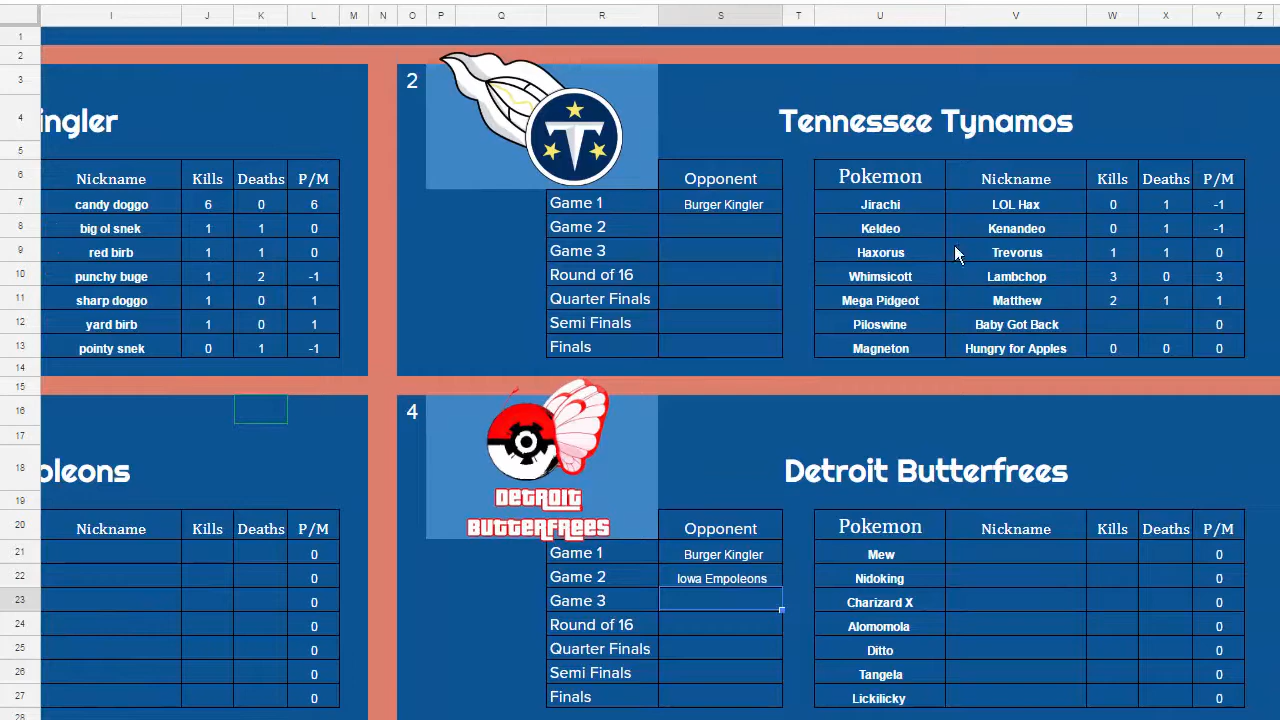 I J K L M N O P Q R S T U V W X Y Z
1
2
3 2
4 ingler Tennessee Tynamos
5
6 Nickname Kills Deaths P/M Opponent Pokemon Nickname Kills Deaths P/M
7 candy doggo 6 0 6 Game 1 Burger Kingler Jirachi LOL Hax 0 1 -1
8 big ol snek 1 1 0 Game 2 Keldeo Kenandeo 0 1 -1
9 red birb 1 1 0 Game 3 Haxorus Trevorus 1 1 0
10 punchy buge 1 2 -1 Round of 16 Whimsicott Lambchop 3 0 3
11 sharp doggo 1 0 1 Quarter Finals Mega Pidgeot Matthew 2 1 1
12 yard birb 1 0 1 Semi Finals Piloswine Baby Got Back 0
13 pointy snek 0 1 -1 Finals Magneton Hungry for Apples 0 0 0
14
15
16 4
17
18 oleons Detroit Butterfrees
19 DETROIT
20 Nickname Kills Deaths P/M BUTTERFREES Opponent Pokemon Nickname Kills Deaths P/M
21 0 Game 1 Burger Kingler Mew 0
22 0 Game 2 Iowa Empoleons Nidoking 0
23 0 Game 3 Charizard X 0
24 0 Round of 16 Alomomola 0
25 0 Quarter Finals Ditto 0
26 0 Semi Finals Tangela 0
27 0 Finals Lickilicky 0
28